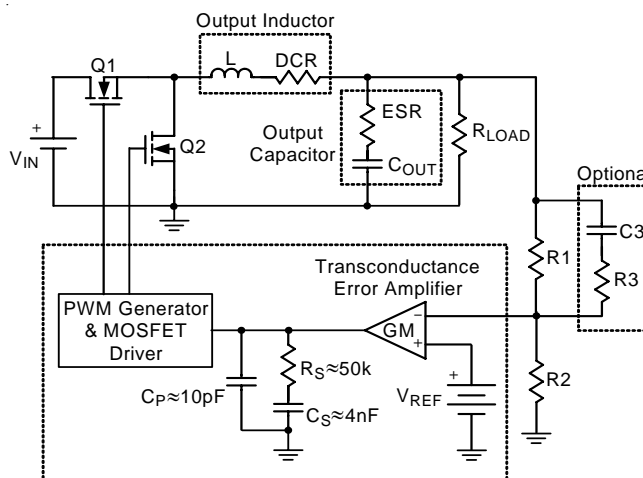 Output Inductor
Q1
L
DCR
+
VIN
Q2
Output
Capacitor
ESR
COUT
RLOAD
Optiona
C3
R1
R3
Transconductance
Error Amplifier
PWM Generator
& MOSFET
Driver
GM
−
+
RS≈50k
CP≈10pF
CS≈4nF
+
VREF
R2